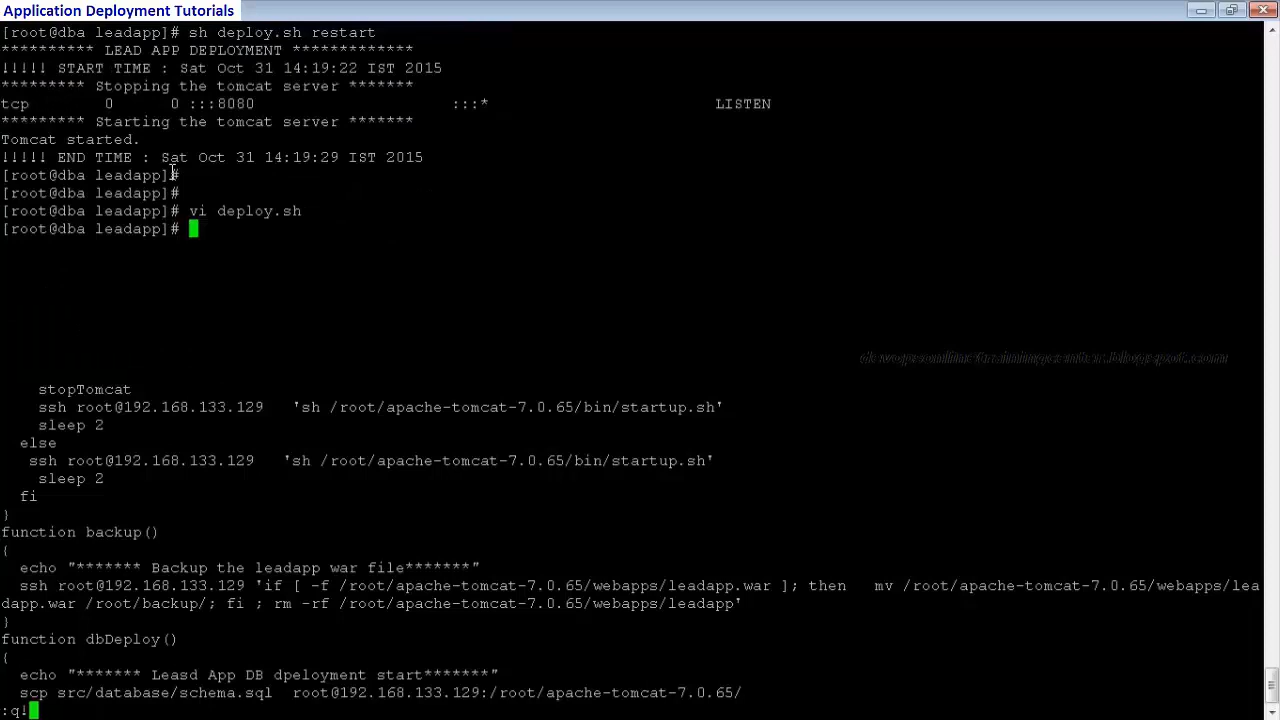 Application Deployment Tutorials
[root@dba leadapp]# sh deploy.sh restart
********** LEAD APP DEPLOYMENT *************
!!!!! START TIME : Sat Oct 31 14:19:22 IST 2015
********* Stopping the tomcat server *******
tcp        0      0 :::8080                     :::*                        LISTEN
********* Starting the tomcat server *******
Tomcat started.
!!!!! END TIME : Sat Oct 31 14:19:29 IST 2015
[root@dba leadapp]#
[root@dba leadapp]#
[root@dba leadapp]# vi deploy.sh
[root@dba leadapp]#
devopsonlinetrainingcenter.blogspot.com
    stopTomcat
    ssh root@192.168.133.129   'sh /root/apache-tomcat-7.0.65/bin/startup.sh'
    sleep 2
  else
   ssh root@192.168.133.129   'sh /root/apache-tomcat-7.0.65/bin/startup.sh'
    sleep 2
  fi
}
function backup()
{
  echo "******* Backup the leadapp war file*******"
  ssh root@192.168.133.129 'if [ -f /root/apache-tomcat-7.0.65/webapps/leadapp.war ]; then   mv /root/apache-tomcat-7.0.65/webapps/lea
dapp.war /root/backup/; fi ; rm -rf /root/apache-tomcat-7.0.65/webapps/leadapp'
}
function dbDeploy()
{
  echo "******* Leasd App DB dpeloyment start*******"
  scp src/database/schema.sql  root@192.168.133.129:/root/apache-tomcat-7.0.65/
:q!